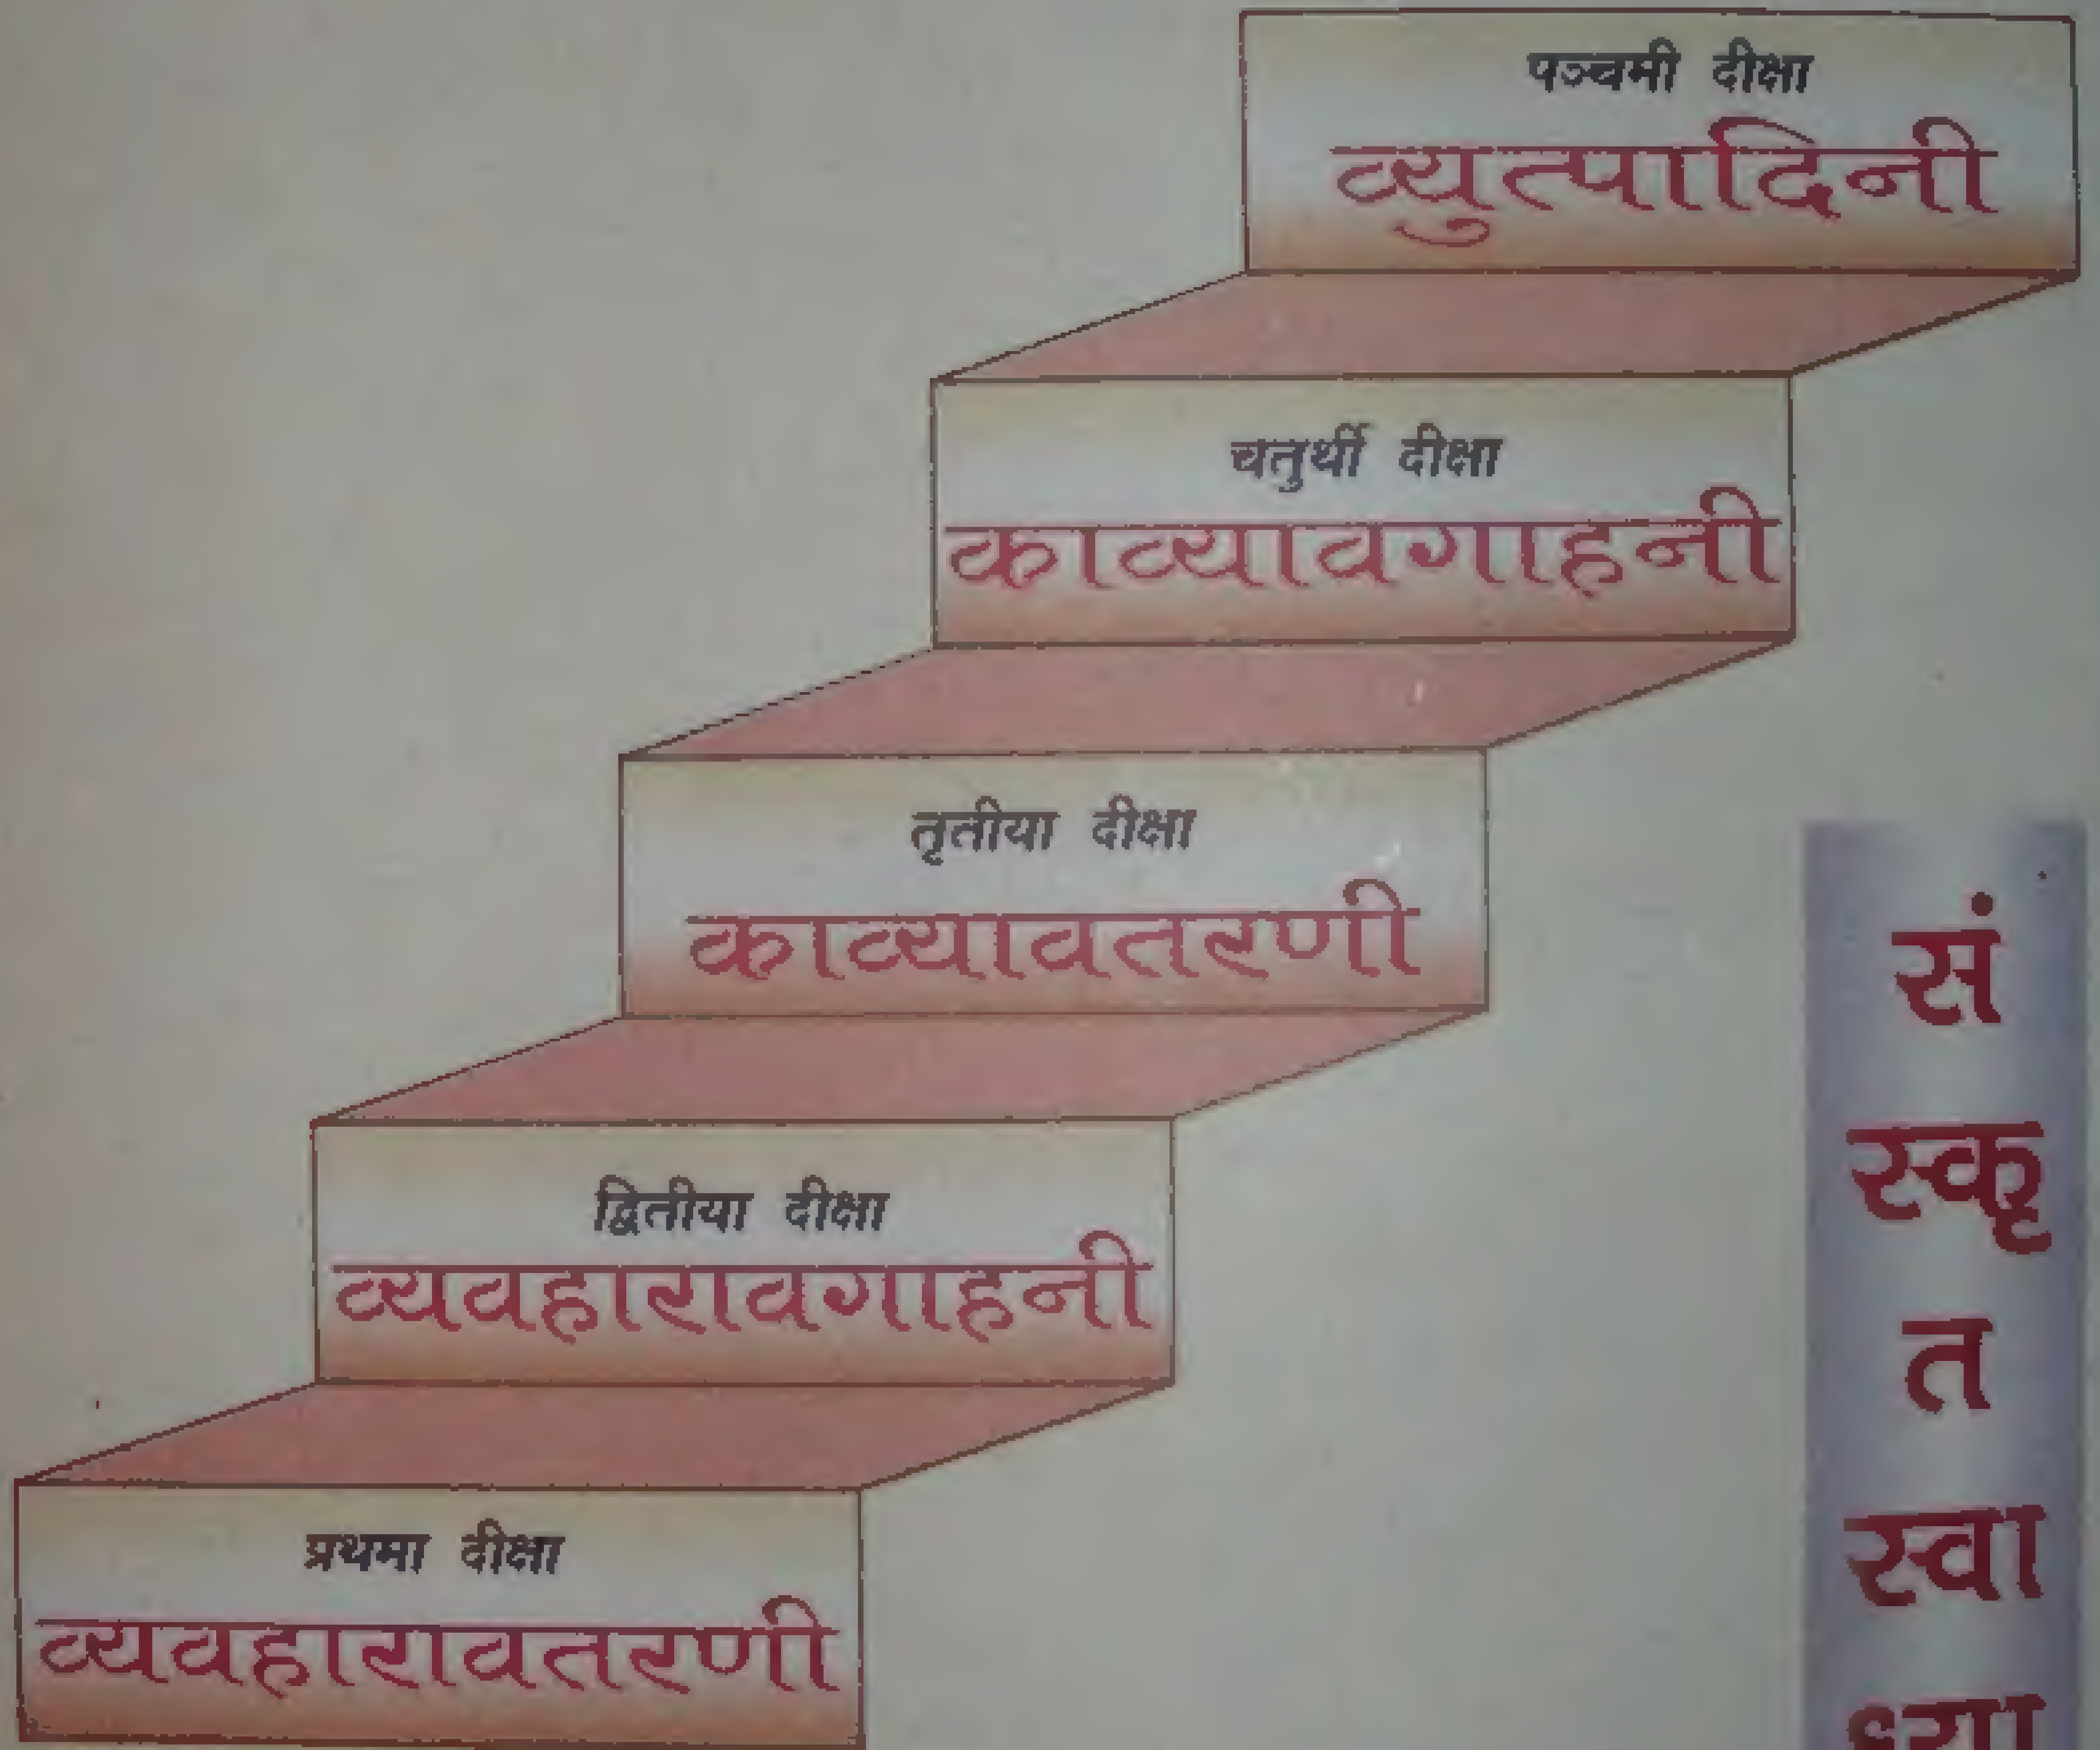 पञ्चमी दीक्षा
व्युत्पादिनी
चतुर्थी दीक्षा
काव्यावगाहनी
तृतीया दीक्षा
काव्यावतरणी
द्वितीया दीक्षा
व्यवहारावगाहनी
प्रथमा दीक्षा
व्यवहारावतरणी
सं
स्कृ
त
स्वा
ध्या